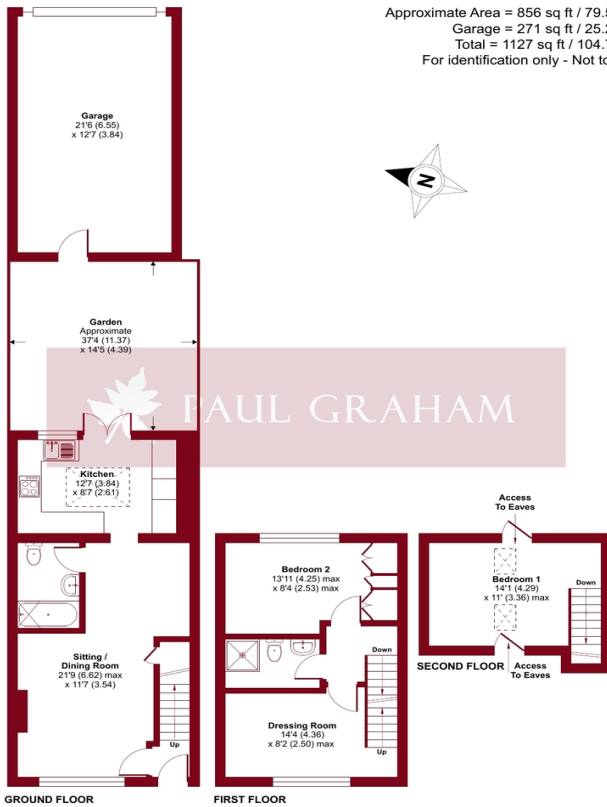 Approximate Area = 856 sq ft / 79.5
Garage = 271 sq ft / 25.2
Total = 1127 sq ft / 104.7
For identification only - Not to
Garage
21'6 (6.55)
x 12'7 (3.84)
N
Garden
Approximate
37'4 (11.37)
x 14'5 (4.39)
PAUL GRAHAM
Kitchen
12'7 (3.84)
x 8'7 (2.61)
Sitting /
Dining Room
21'9 (6.62) max
x 11'7 (3.54)
Up
GROUND FLOOR
Bedroom 2
13'11 (4.25) max
x 8'4 (2.53) max
Down
Dressing Room
14'4 (4.36)
x 8'2 (2.50) max
Up
FIRST FLOOR
Access
To Eaves
Bedroom 1
14'1 (4.29)
x 11' (3.36) max
Down
SECOND FLOOR
Access
To Eaves